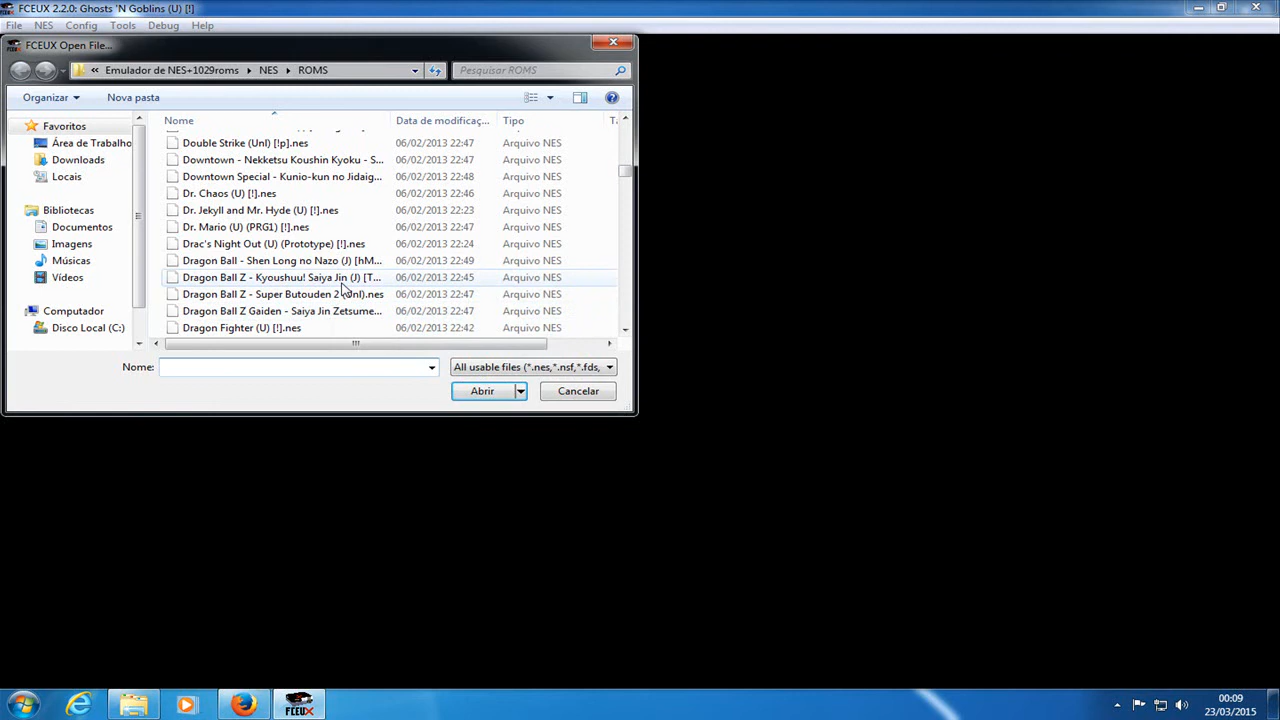 FCEUX 2.2.0: Ghosts 'N Goblins (U) [!]
File NES Config Tools Debug Help
FCEUX Open File...
« Emulador de NES+1029roms NES ROMS Pesquisar ROMS
Organizar Nova pasta
Favoritos
Área de Trabalho
Downloads
Locais
Bibliotecas
Documentos
Imagens
Músicas
Vídeos
Computador
Disco Local (C:)
Nome Data de modificaç... Tipo
Double Strike (Unl) [!p].nes 06/02/2013 22:47 Arquivo NES
Downtown - Nekketsu Koushin Kyoku - S... 06/02/2013 22:47 Arquivo NES
Downtown Special - Kunio-kun no Jidaig... 06/02/2013 22:48 Arquivo NES
Dr. Chaos (U) [!].nes 06/02/2013 22:46 Arquivo NES
Dr. Jekyll and Mr. Hyde (U) [!].nes 06/02/2013 22:23 Arquivo NES
Dr. Mario (U) (PRG1) [!].nes 06/02/2013 22:47 Arquivo NES
Drac's Night Out (U) (Prototype) [!].nes 06/02/2013 22:24 Arquivo NES
Dragon Ball - Shen Long no Nazo (J) [hM... 06/02/2013 22:49 Arquivo NES
Dragon Ball Z - Kyoushuu! Saiya Jin (J) [T... 06/02/2013 22:45 Arquivo NES
Dragon Ball Z - Super Butouden 2 (Unl).nes 06/02/2013 22:47 Arquivo NES
Dragon Ball Z Gaiden - Saiya Jin Zetsume... 06/02/2013 22:47 Arquivo NES
Dragon Fighter (U) [!].nes 06/02/2013 22:42 Arquivo NES
Nome: All usable files (*.nes,*.nsf,*.fds,
Abrir Cancelar
FCEUX
00:09
23/03/2015